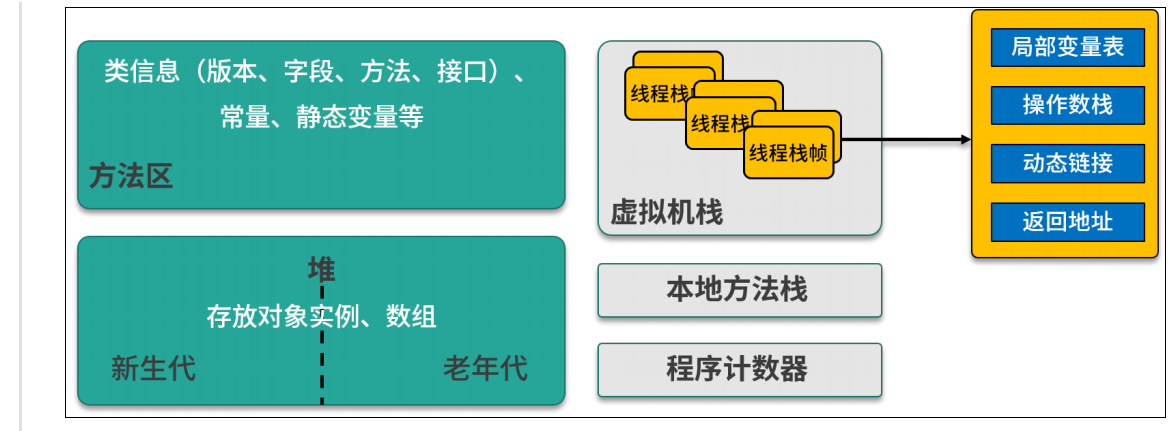 类信息（版本、字段、方法、接口）、
常量、静态变量等
方法区
堆
存放对象实例、数组
新生代
老年代
线程栈
线程栈
线程栈帧
虚拟机栈
本地方法栈
程序计数器
局部变量表
操作数栈
动态链接
返回地址